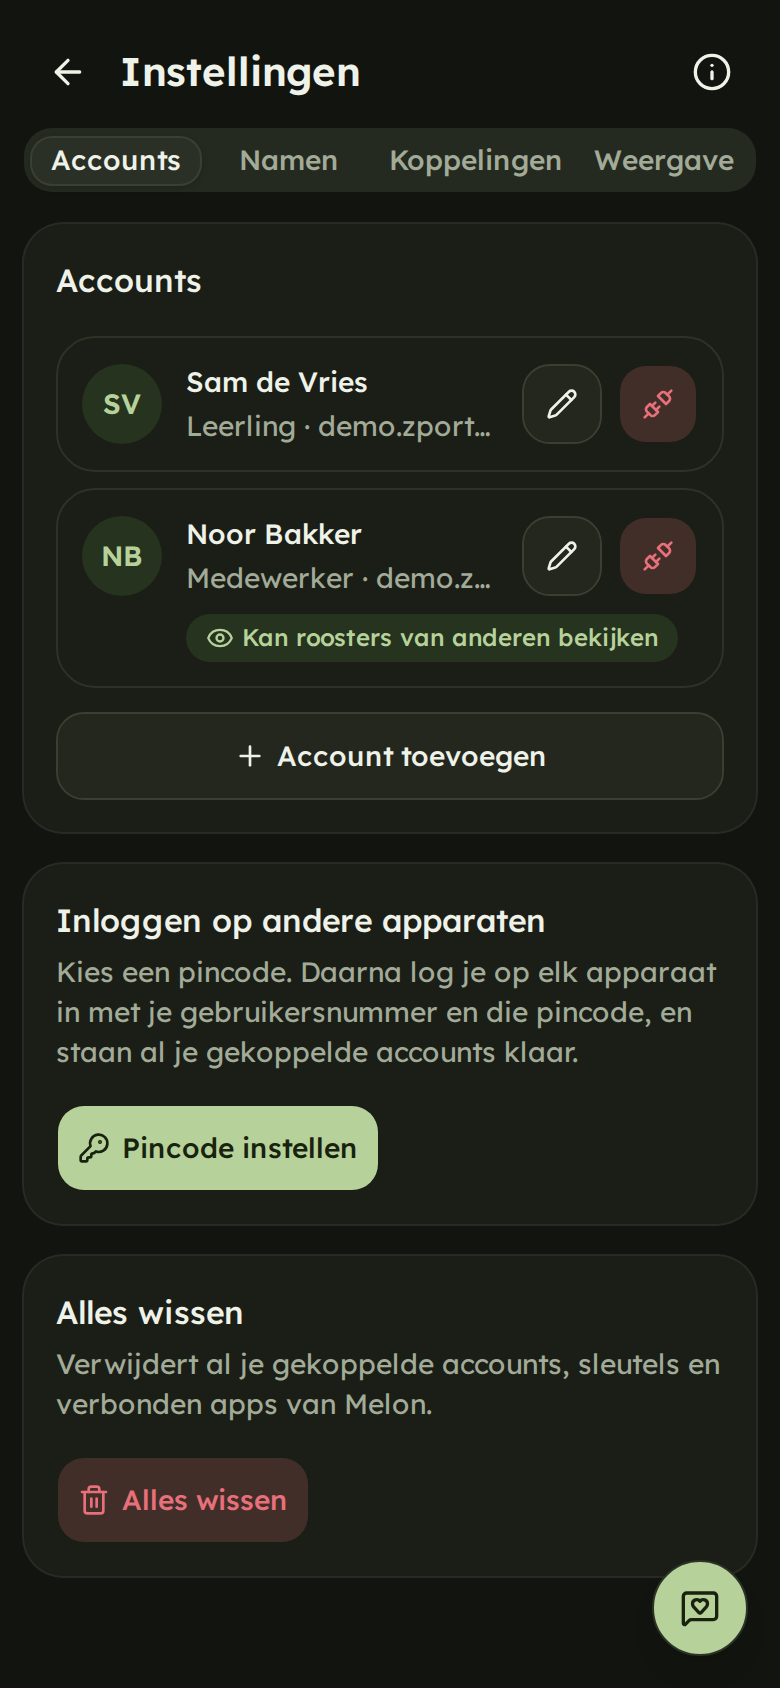 Instellingen
Accounts
Namen
Koppelingen
Weergave
Accounts
SV
Sam de Vries
Leerling · demo.zport...
NB
Noor Bakker
Medewerker · demo.z...
Kan roosters van anderen bekijken
Account toevoegen
Inloggen op andere apparaten
Kies een pincode. Daarna log je op elk apparaat
in met je gebruikersnummer en die pincode, en
staan al je gekoppelde accounts klaar.
Pincode instellen
Alles wissen
Verwijdert al je gekoppelde accounts, sleutels en
verbonden apps van Melon.
Alles wissen